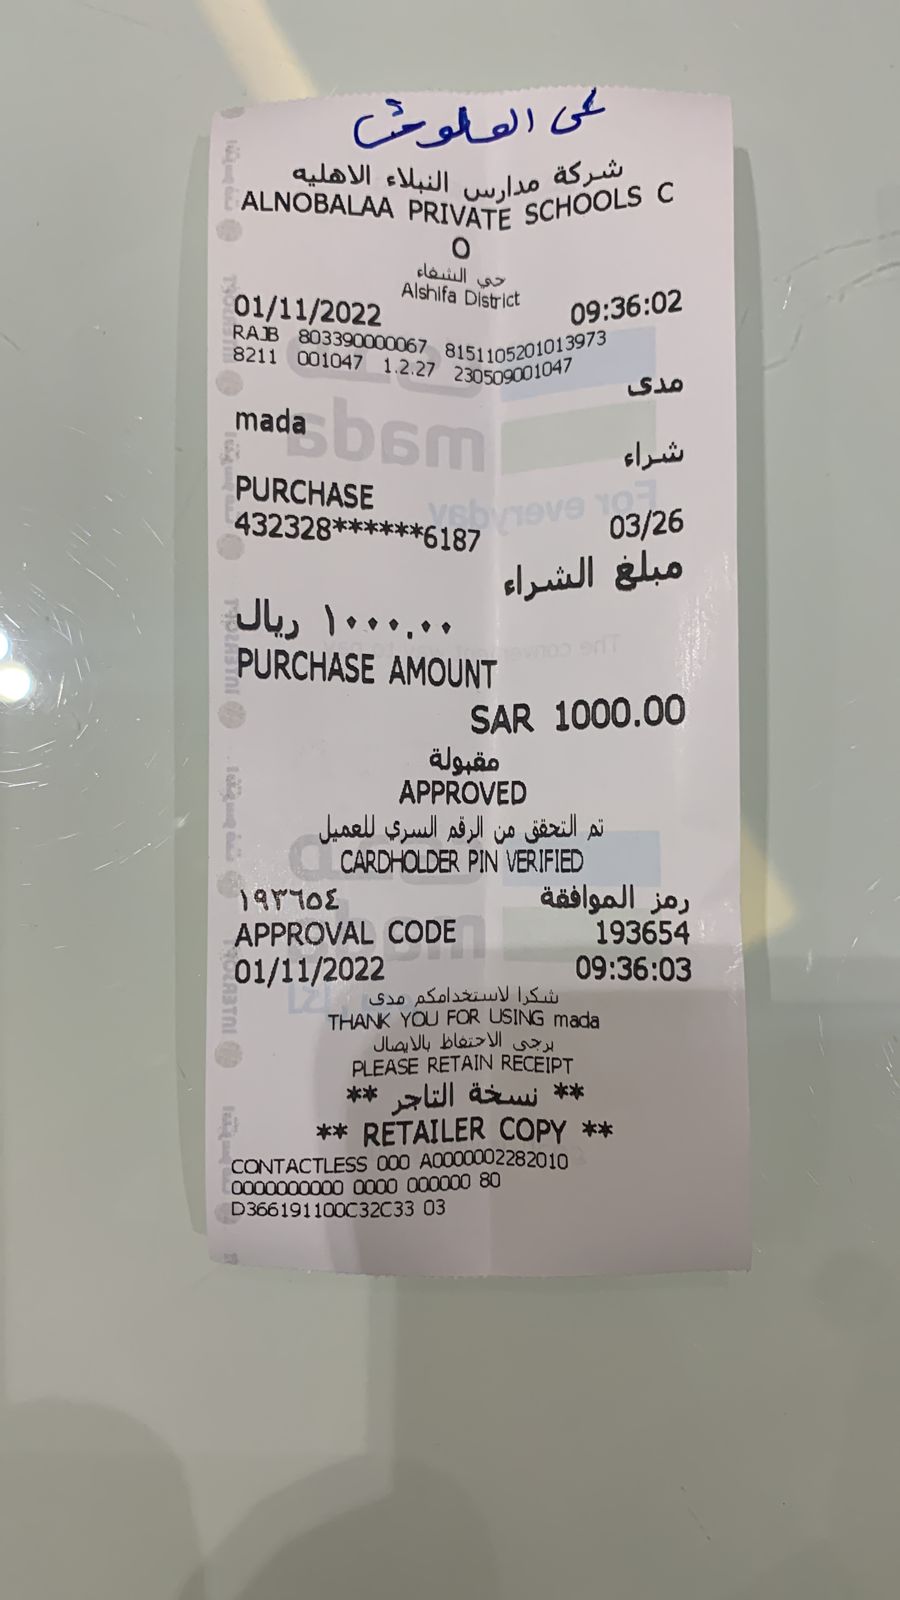 شركة مدارس النبلاء الاهليه
ALNOBALAA PRIVATE SCHOOLS C
O
حي الشفاء
Alshifa District
01/11/2022 09:36:02
RAJB 803390000067 8151105201013973
8211 001047 1.2.27 230509001047
مدى
mada
شراء
PURCHASE
432328******6187 03/26
مبلغ الشراء
١٠٠٠.٠٠ ريال
PURCHASE AMOUNT
SAR 1000.00
مقبولة
APPROVED
تم التحقق من الرقم السري للعميل
CARDHOLDER PIN VERIFIED
رمز الموافقة ١٩٣٦٥٤
APPROVAL CODE 193654
01/11/2022 09:36:03
شكرا لاستخدامكم مدى
THANK YOU FOR USING mada
يرجى الاحتفاظ بالايصال
PLEASE RETAIN RECEIPT
** نسخة التاجر **
** RETAILER COPY **
CONTACTLESS 000 A0000002282010
0000000000 0000 000000 80
D366191100C32C33 03